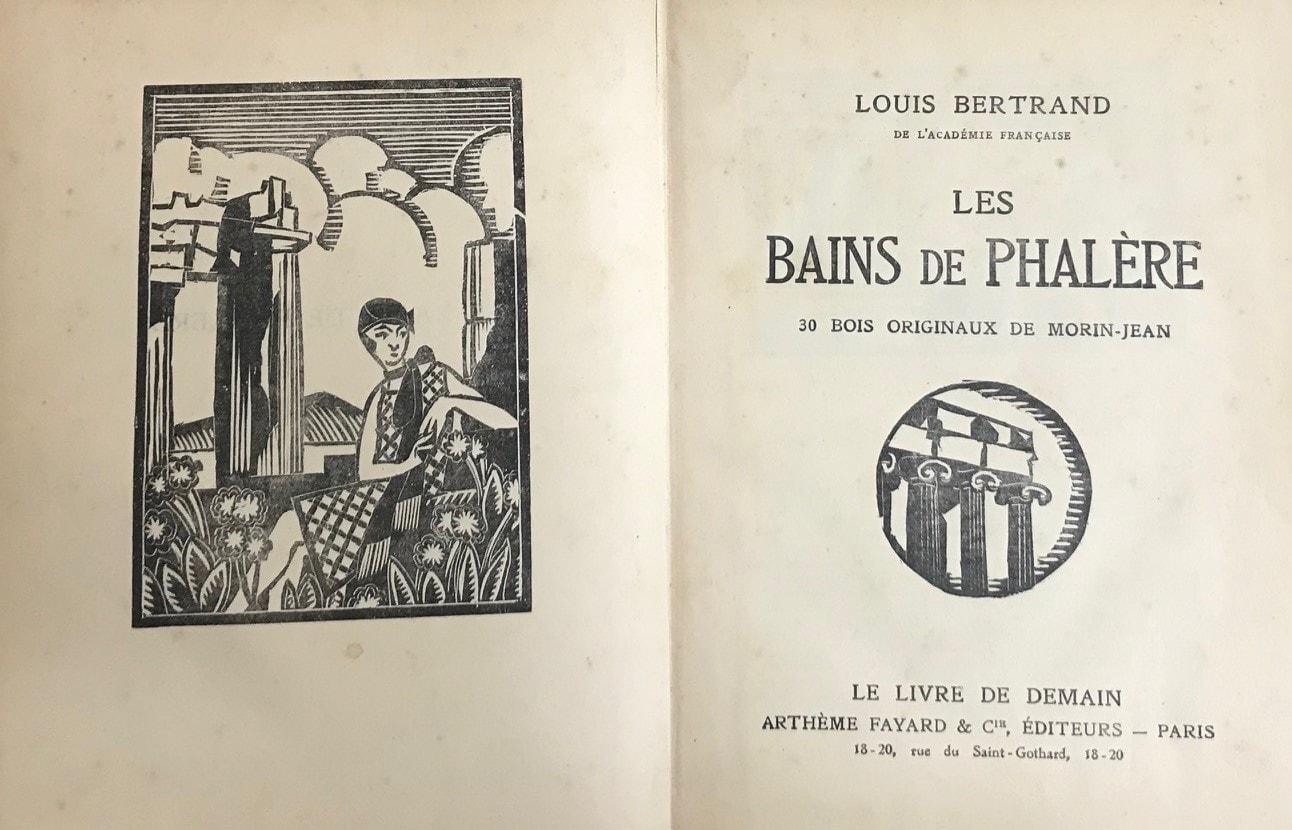 LOUIS BERTRAND
DE L'ACADÉMIE FRANÇAISE
LES
BAINS DE PHALÈRE
30 BOIS ORIGINAUX DE MORIN-JEAN
LE LIVRE DE DEMAIN
ARTHÈME FAYARD & CIE, ÉDITEURS — PARIS
18-20, rue du Saint-Gothard, 18-20